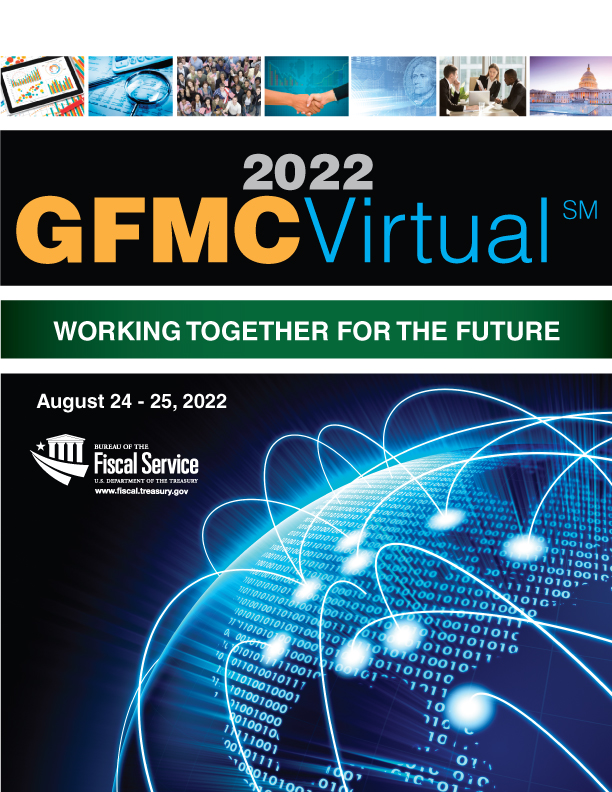 2022
GFMCVirtual SM
WORKING TOGETHER FOR THE FUTURE
August 24 - 25, 2022
BUREAU OF THE
Fiscal Service
U.S. DEPARTMENT OF THE TREASURY
www.fiscal.treasury.gov